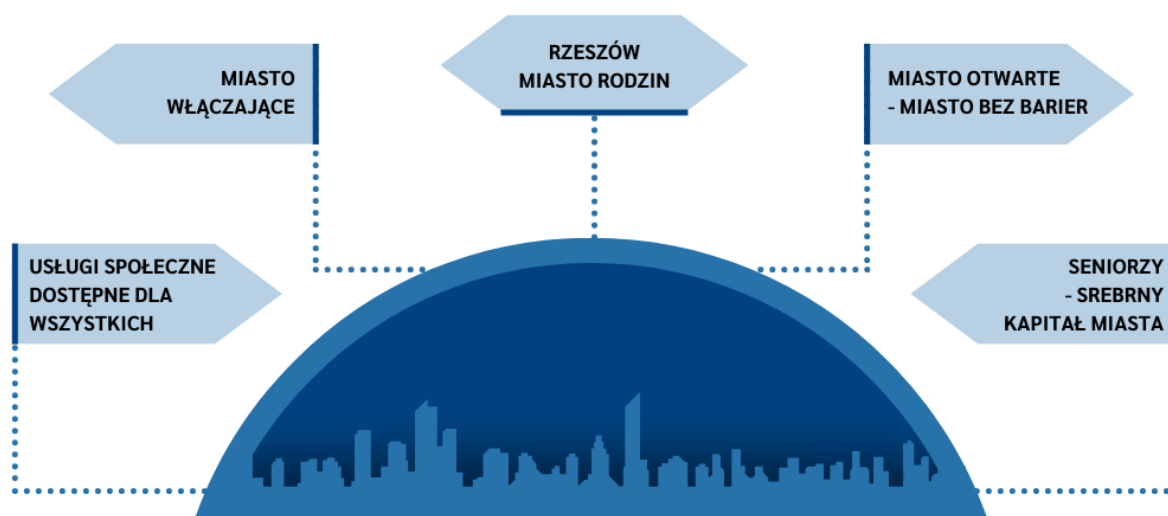 RZESZÓW
MIASTO RODZIN
MIASTO
WŁĄCZAJĄCE
MIASTO OTWARTE
- MIASTO BEZ BARIER
USŁUGI SPOŁECZNE
DOSTĘPNE DLA
WSZYSTKICH
SENIORZY
- SREBRNY
KAPITAŁ MIASTA